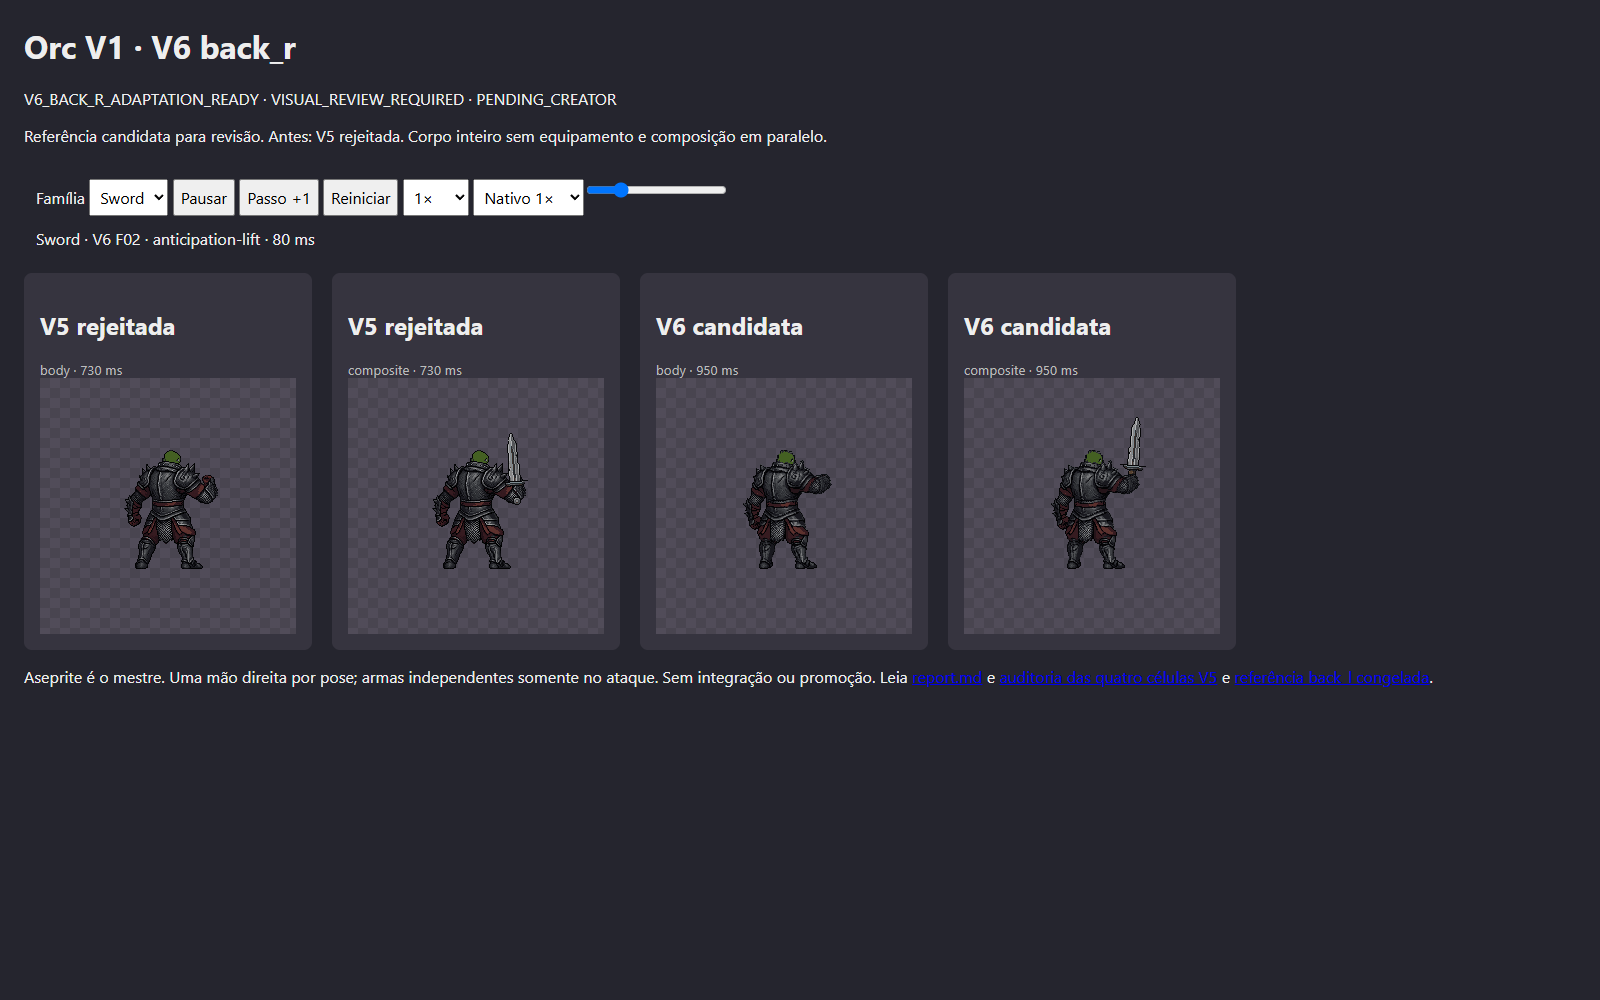 Orc V1 · V6 back_r
V6_BACK_R_ADAPTATION_READY · VISUAL_REVIEW_REQUIRED · PENDING_CREATOR
Referência candidata para revisão. Antes: V5 rejeitada. Corpo inteiro sem equipamento e composição em paralelo.
Família Sword Pausar Passo +1 Reiniciar 1× Nativo 1×
Sword · V6 F02 · anticipation-lift · 80 ms
V5 rejeitada
body · 730 ms
V5 rejeitada
composite · 730 ms
V6 candidata
body · 950 ms
V6 candidata
composite · 950 ms
Aseprite é o mestre. Uma mão direita por pose; armas independentes somente no ataque. Sem integração ou promoção. Leia report.md e auditoria das quatro células V5 e referência back_l congelada.